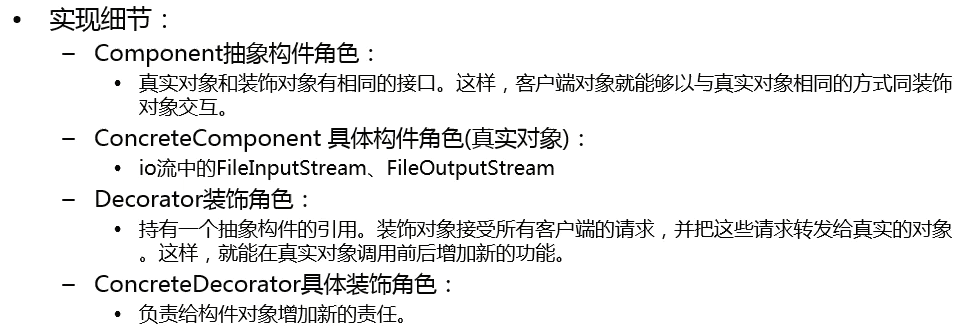 • 实现细节：
– Component抽象构件角色：
• 真实对象和装饰对象有相同的接口。这样，客户端对象就能够以与真实对象相同的方式同装饰
对象交互。
– ConcreteComponent 具体构件角色(真实对象)：
• io流中的FileInputStream、FileOutputStream
– Decorator装饰角色：
• 持有一个抽象构件的引用。装饰对象接受所有客户端的请求，并把这些请求转发给真实的对象
。这样，就能在真实对象调用前后增加新的功能。
– ConcreteDecorator具体装饰角色：
• 负责给构件对象增加新的责任。